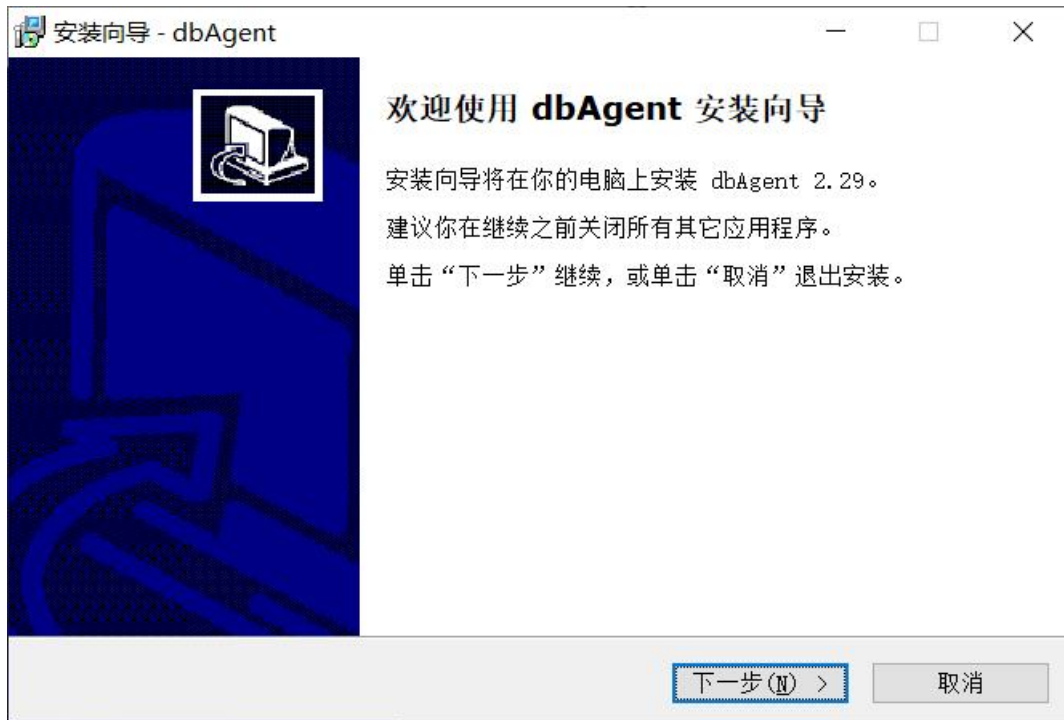 安装向导 - dbAgent
欢迎使用 dbAgent 安装向导
安装向导将在你的电脑上安装 dbAgent 2.29。
建议你在继续之前关闭所有其它应用程序。
单击“下一步”继续，或单击“取消”退出安装。
下一步(N) >
取消